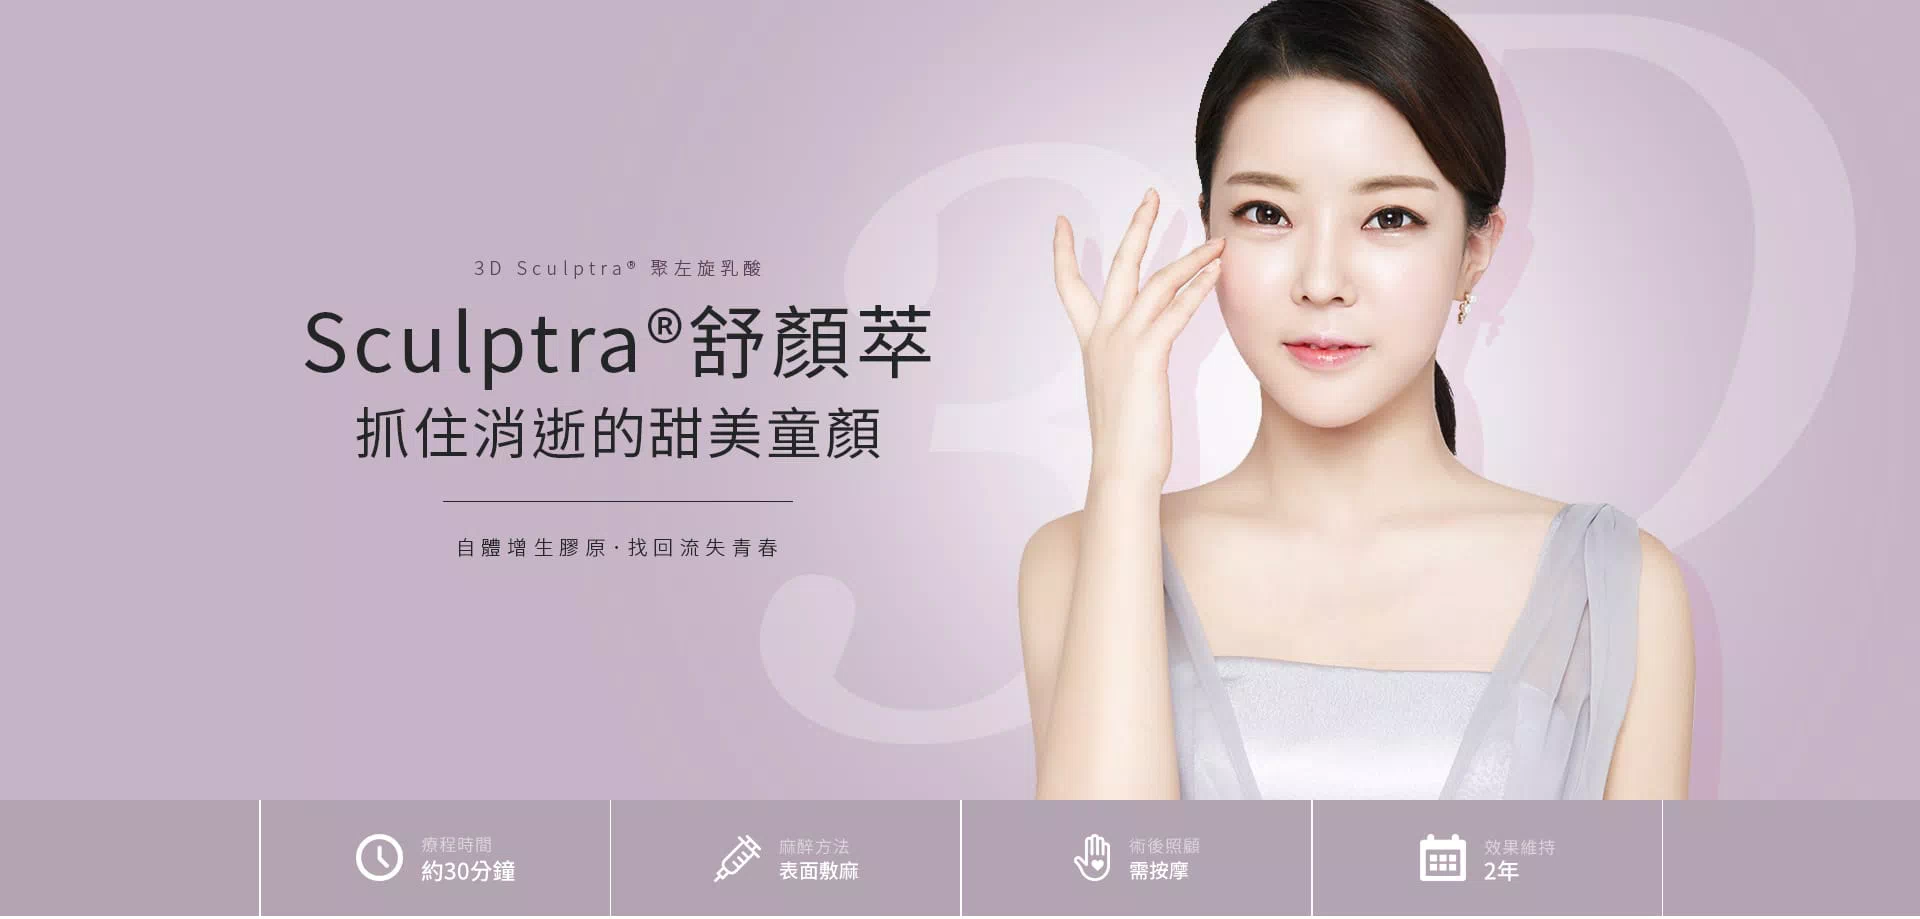 3D Sculptra® 聚左旋乳酸
Sculptra®舒顏萃
抓住消逝的甜美童顏
自體增生膠原·找回流失青春
3D
療程時間
約30分鐘
麻醉方法
表面敷麻
術後照顧
需按摩
效果維持
2年